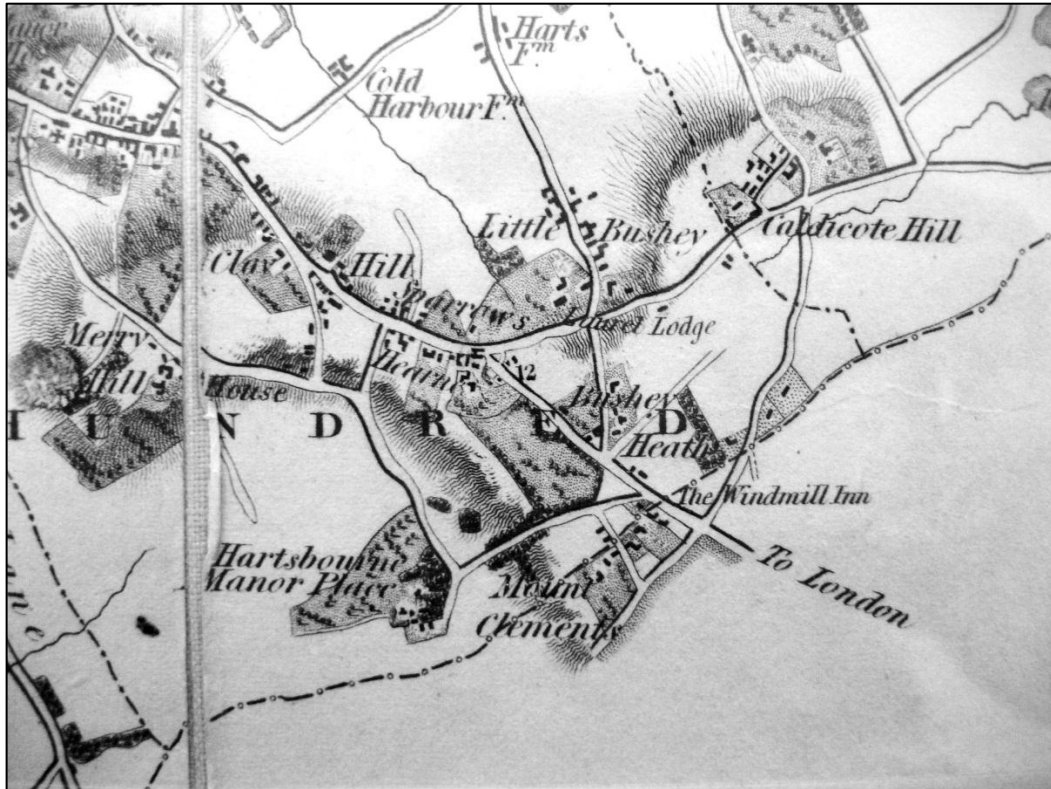 Harts
Fm
Cold
Harbour Fm
Little
Bushey
Caldicote Hill
Clay
Hill
Sparrows
Hearn
Laurel Lodge
12
Merry
Hill
House
Bushey
Heath
H U N D R E D
The Windmill Inn
Hartsbourne
Manor Place
Mount
Clements
To London